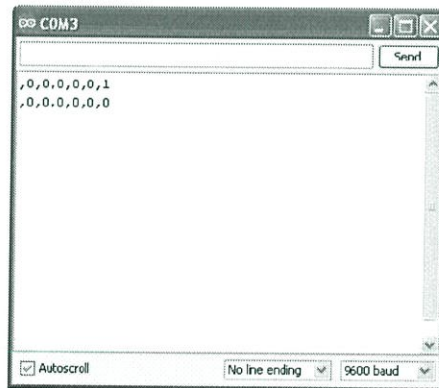 COM3
Send
,0,0.0,0,0,1
,0,0.0,0,0,0
Autoscroll
No line ending
9600 baud